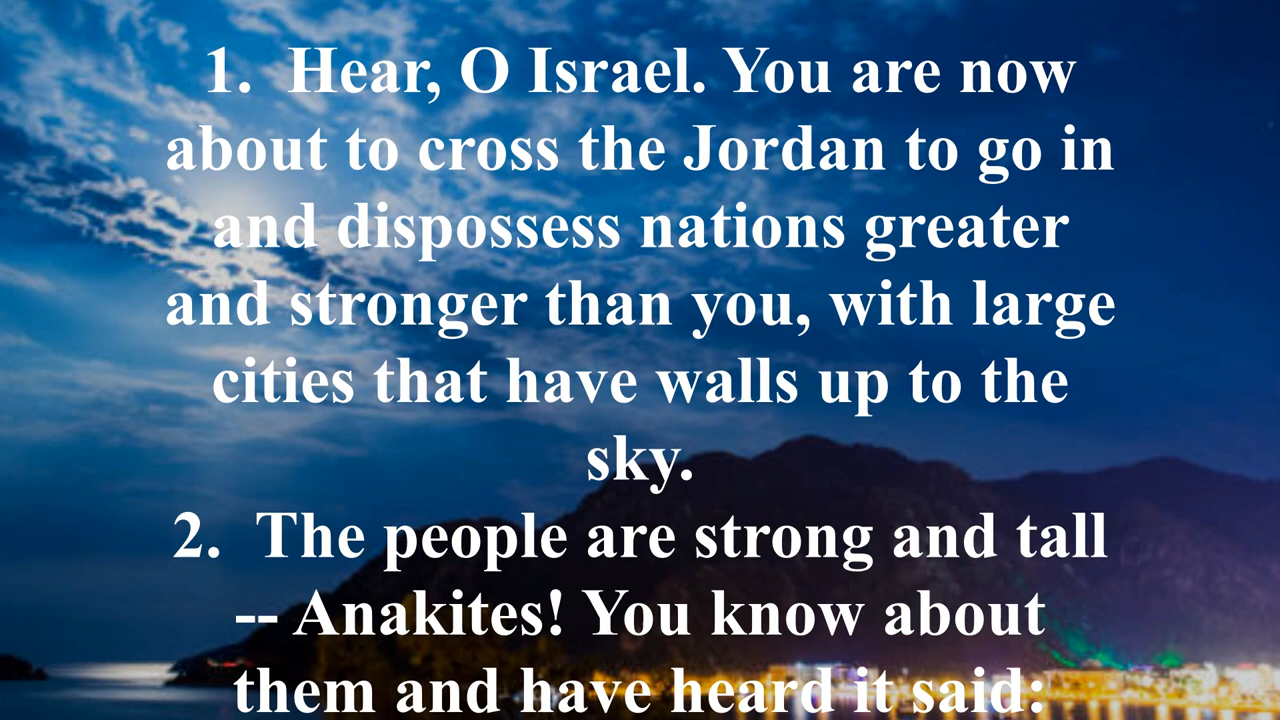 1.  Hear, O Israel. You are now
about to cross the Jordan to go in
and dispossess nations greater
and stronger than you, with large
cities that have walls up to the
sky.
2.  The people are strong and tall
-- Anakites! You know about
them and have heard it said: